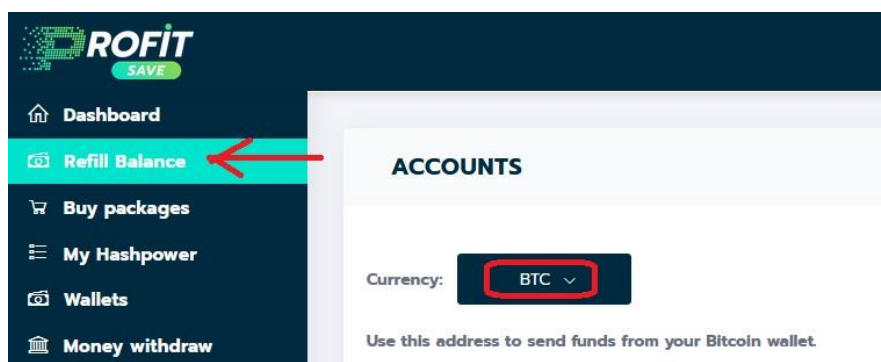 PROFIT
SAVE
Dashboard
Refill Balance
Buy packages
My Hashpower
Wallets
Money withdraw
ACCOUNTS
Currency:
BTC
Use this address to send funds from your Bitcoin wallet.